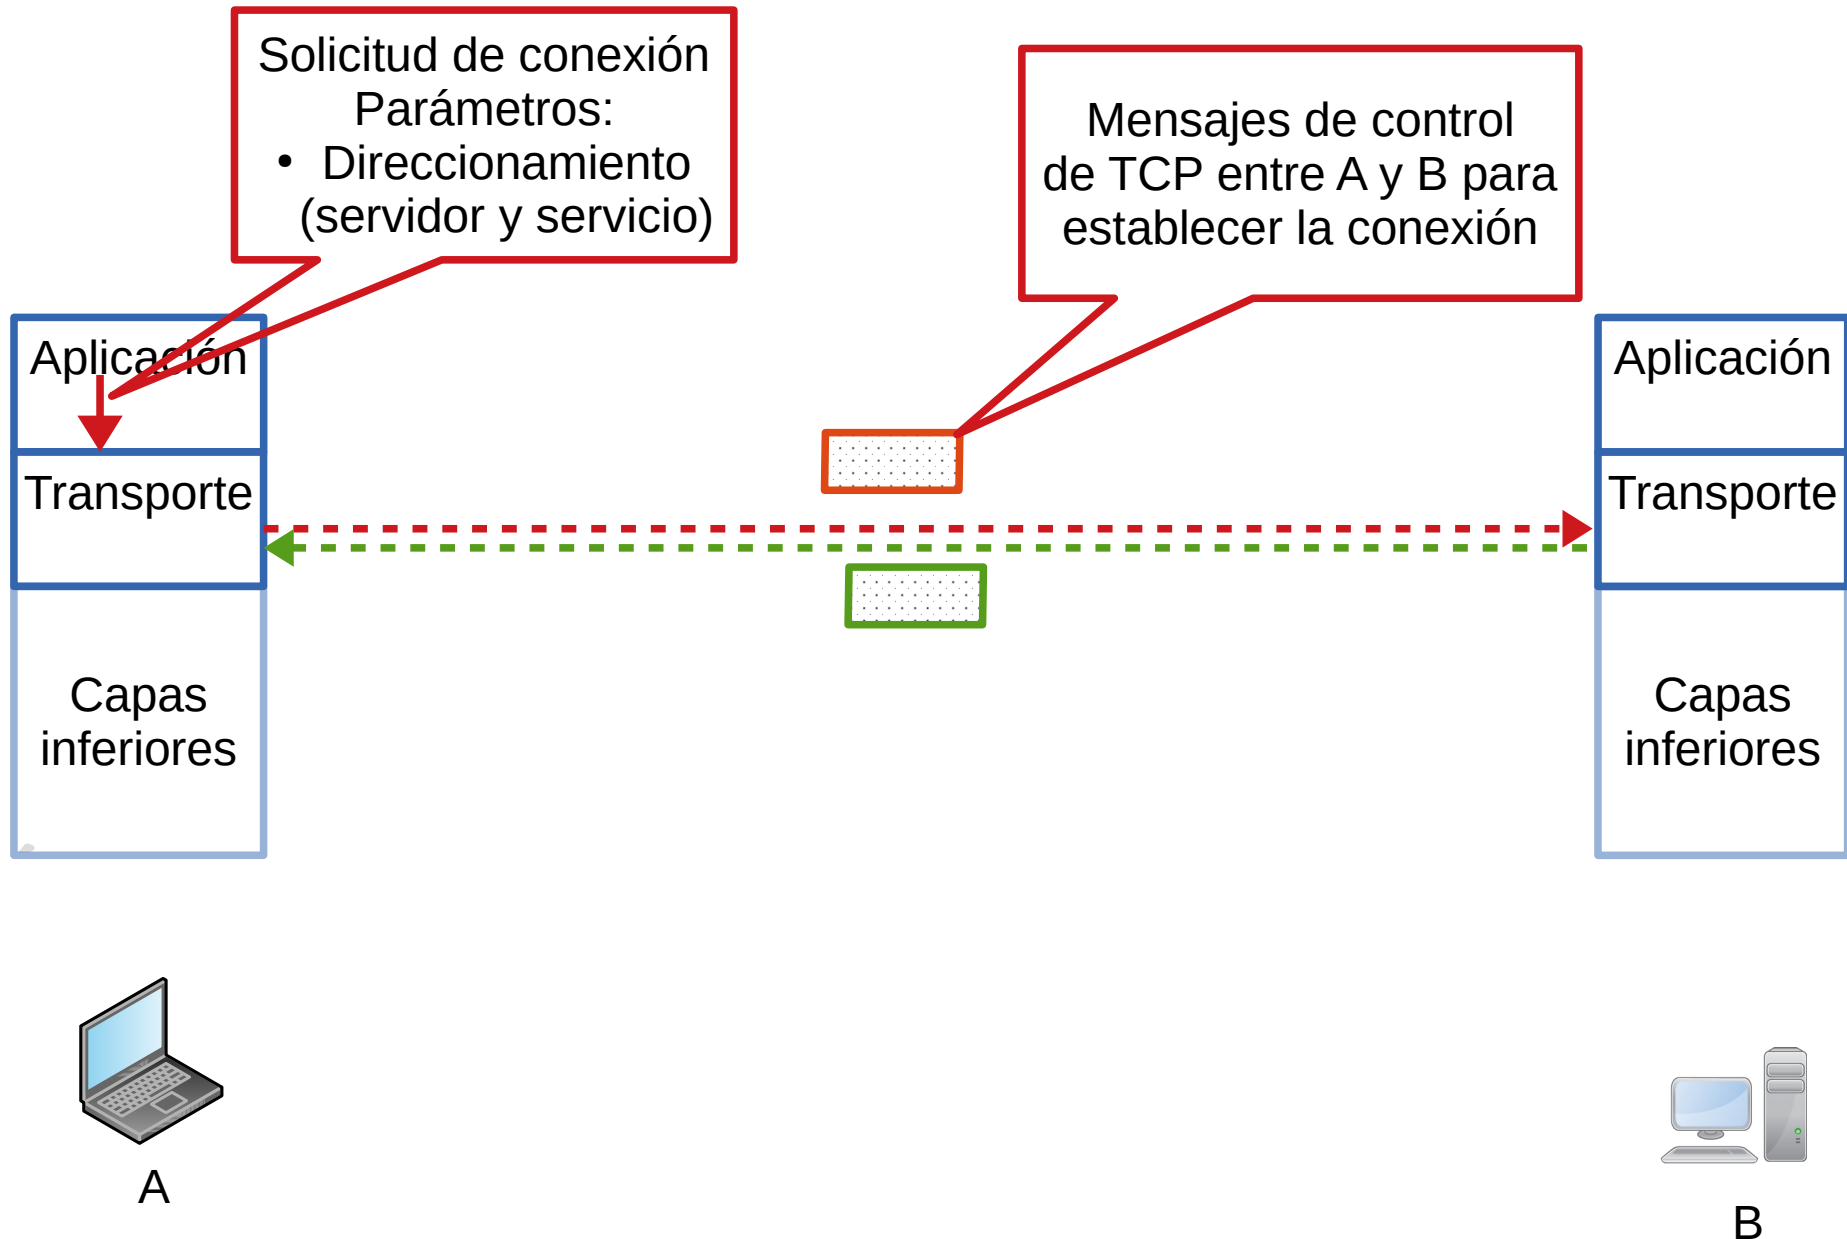 Solicitud de conexión
Parámetros:
• Direccionamiento
(servidor y servicio)
Mensajes de control
de TCP entre A y B para
establecer la conexión
Aplicación
Transporte
Capas
inferiores
Aplicación
Transporte
Capas
inferiores
A
B